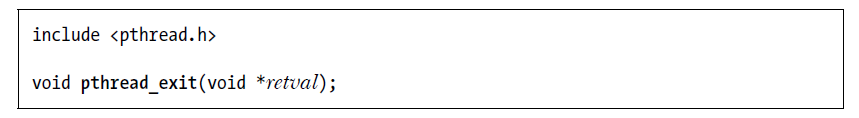 include <pthread.h>
void pthread_exit(void *retval);